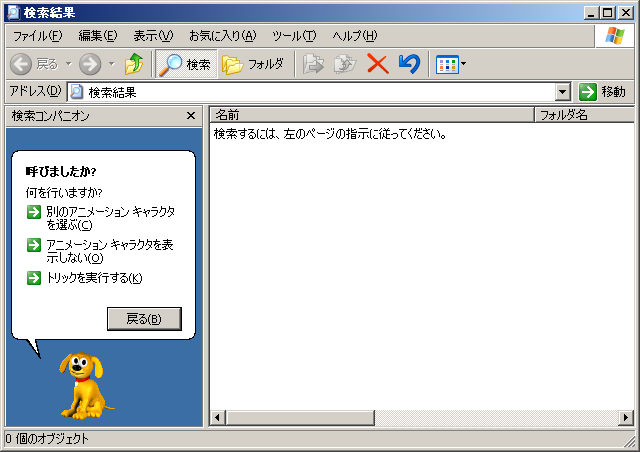 検索結果
ファイル(F) 編集(E) 表示(V) お気に入り(A) ツール(T) ヘルプ(H)
戻る 検索 フォルダ
アドレス(D) 検索結果 移動
検索コンパニオン
名前 フォルダ名
検索するには、左のページの指示に従ってください。
呼びましたか?
何を行いますか?
別のアニメーション キャラクタ
を選ぶ(C)
アニメーション キャラクタを表
示しない(O)
トリックを実行する(K)
戻る(B)
0 個のオブジェクト